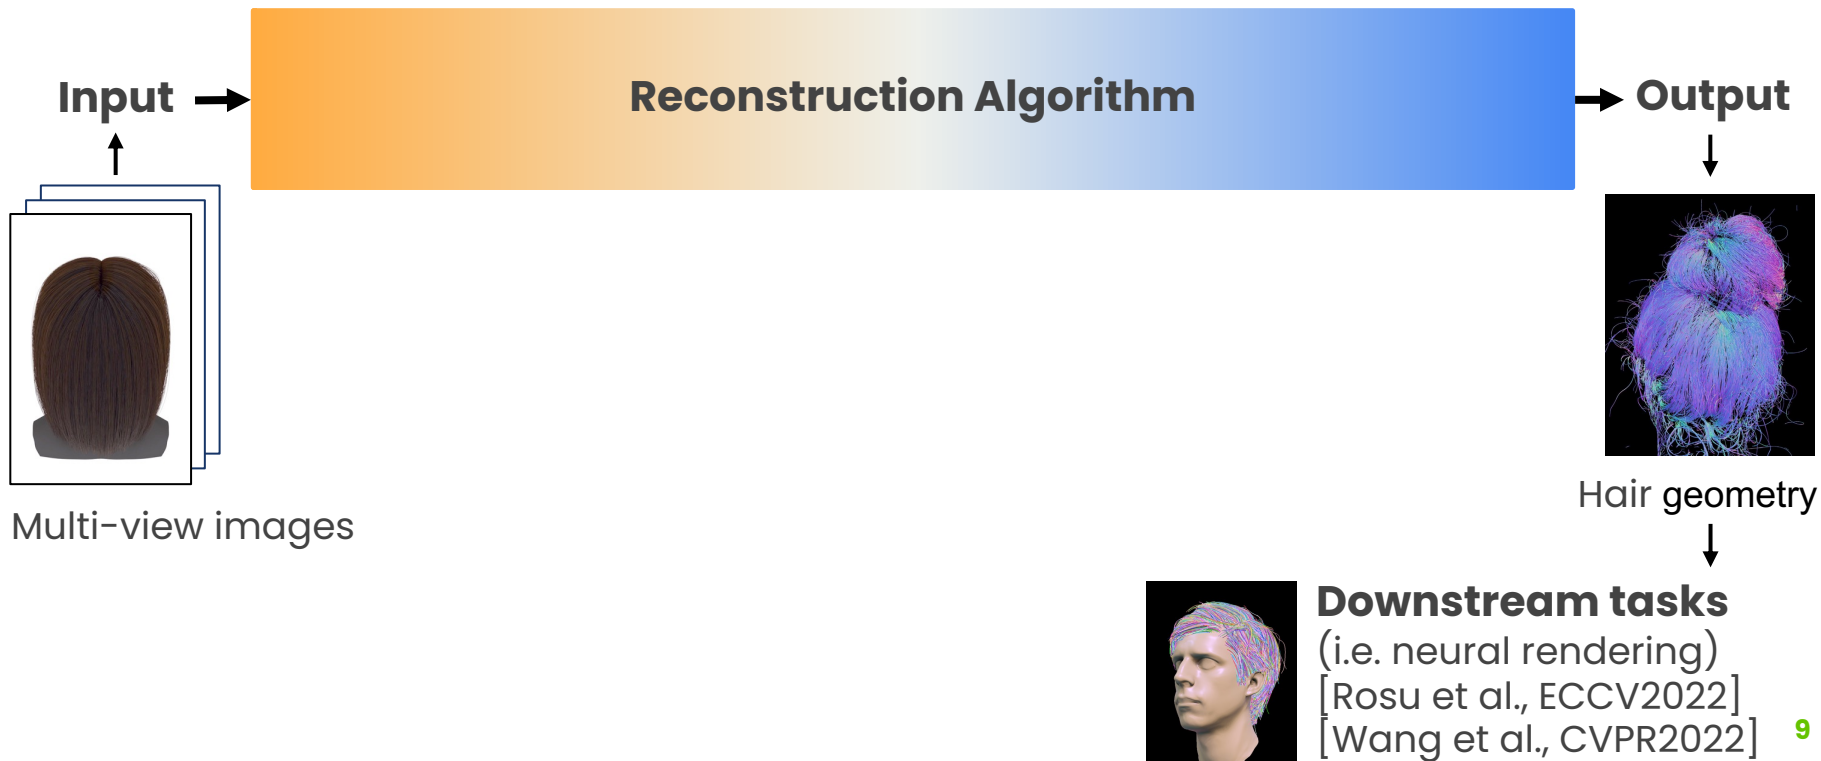 Input
Reconstruction Algorithm
Output
Multi-view images
Hair geometry
Downstream tasks
(i.e. neural rendering)
[Rosu et al., ECCV2022]
[Wang et al., CVPR2022]
9